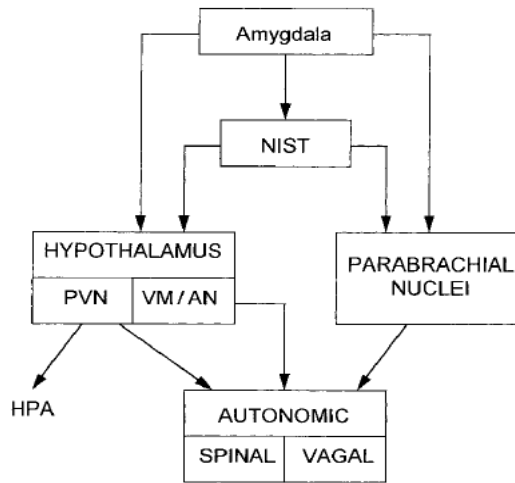 Amygdala
NIST
HYPOTHALAMUS
PVN
VM / AN
PARABRACHIAL
NUCLEI
HPA
AUTONOMIC
SPINAL
VAGAL